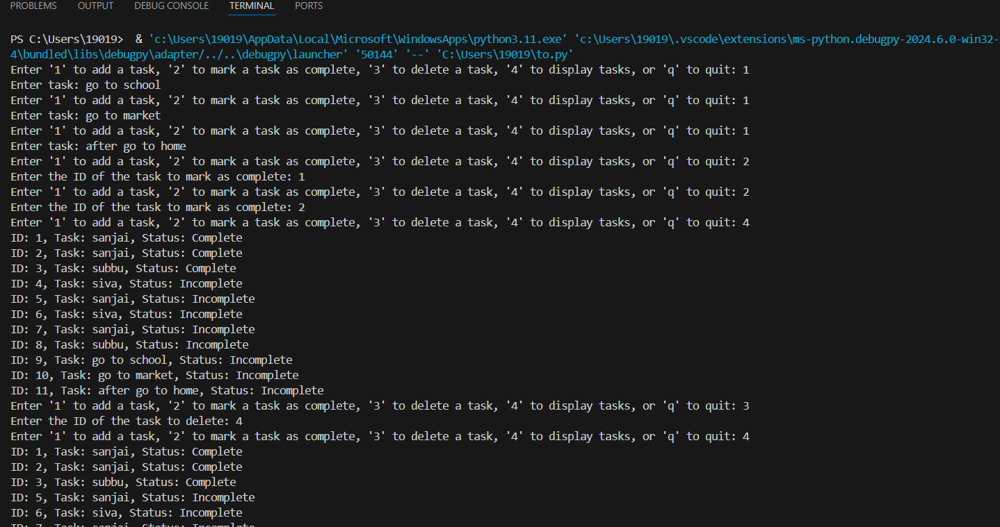 PROBLEMS OUTPUT DEBUG CONSOLE TERMINAL PORTS
PS C:\Users\19019>  & 'c:\Users\19019\AppData\Local\Microsoft\WindowsApps\python3.11.exe' 'c:\Users\19019\.vscode\extensions\ms-python.debugpy-2024.6.0-win32-
4\bundled\libs\debugpy\adapter/../..\debugpy\launcher' '50144' '--' 'C:\Users\19019\to.py'
Enter '1' to add a task, '2' to mark a task as complete, '3' to delete a task, '4' to display tasks, or 'q' to quit: 1
Enter task: go to school
Enter '1' to add a task, '2' to mark a task as complete, '3' to delete a task, '4' to display tasks, or 'q' to quit: 1
Enter task: go to market
Enter '1' to add a task, '2' to mark a task as complete, '3' to delete a task, '4' to display tasks, or 'q' to quit: 1
Enter task: after go to home
Enter '1' to add a task, '2' to mark a task as complete, '3' to delete a task, '4' to display tasks, or 'q' to quit: 2
Enter the ID of the task to mark as complete: 1
Enter '1' to add a task, '2' to mark a task as complete, '3' to delete a task, '4' to display tasks, or 'q' to quit: 2
Enter the ID of the task to mark as complete: 2
Enter '1' to add a task, '2' to mark a task as complete, '3' to delete a task, '4' to display tasks, or 'q' to quit: 4
ID: 1, Task: sanjai, Status: Complete
ID: 2, Task: sanjai, Status: Complete
ID: 3, Task: subbu, Status: Complete
ID: 4, Task: siva, Status: Incomplete
ID: 5, Task: sanjai, Status: Incomplete
ID: 6, Task: siva, Status: Incomplete
ID: 7, Task: sanjai, Status: Incomplete
ID: 8, Task: subbu, Status: Incomplete
ID: 9, Task: go to school, Status: Incomplete
ID: 10, Task: go to market, Status: Incomplete
ID: 11, Task: after go to home, Status: Incomplete
Enter '1' to add a task, '2' to mark a task as complete, '3' to delete a task, '4' to display tasks, or 'q' to quit: 3
Enter the ID of the task to delete: 4
Enter '1' to add a task, '2' to mark a task as complete, '3' to delete a task, '4' to display tasks, or 'q' to quit: 4
ID: 1, Task: sanjai, Status: Complete
ID: 2, Task: sanjai, Status: Complete
ID: 3, Task: subbu, Status: Complete
ID: 5, Task: sanjai, Status: Incomplete
ID: 6, Task: siva, Status: Incomplete
ID: 7, Task: sanjai, Status: Incomplete